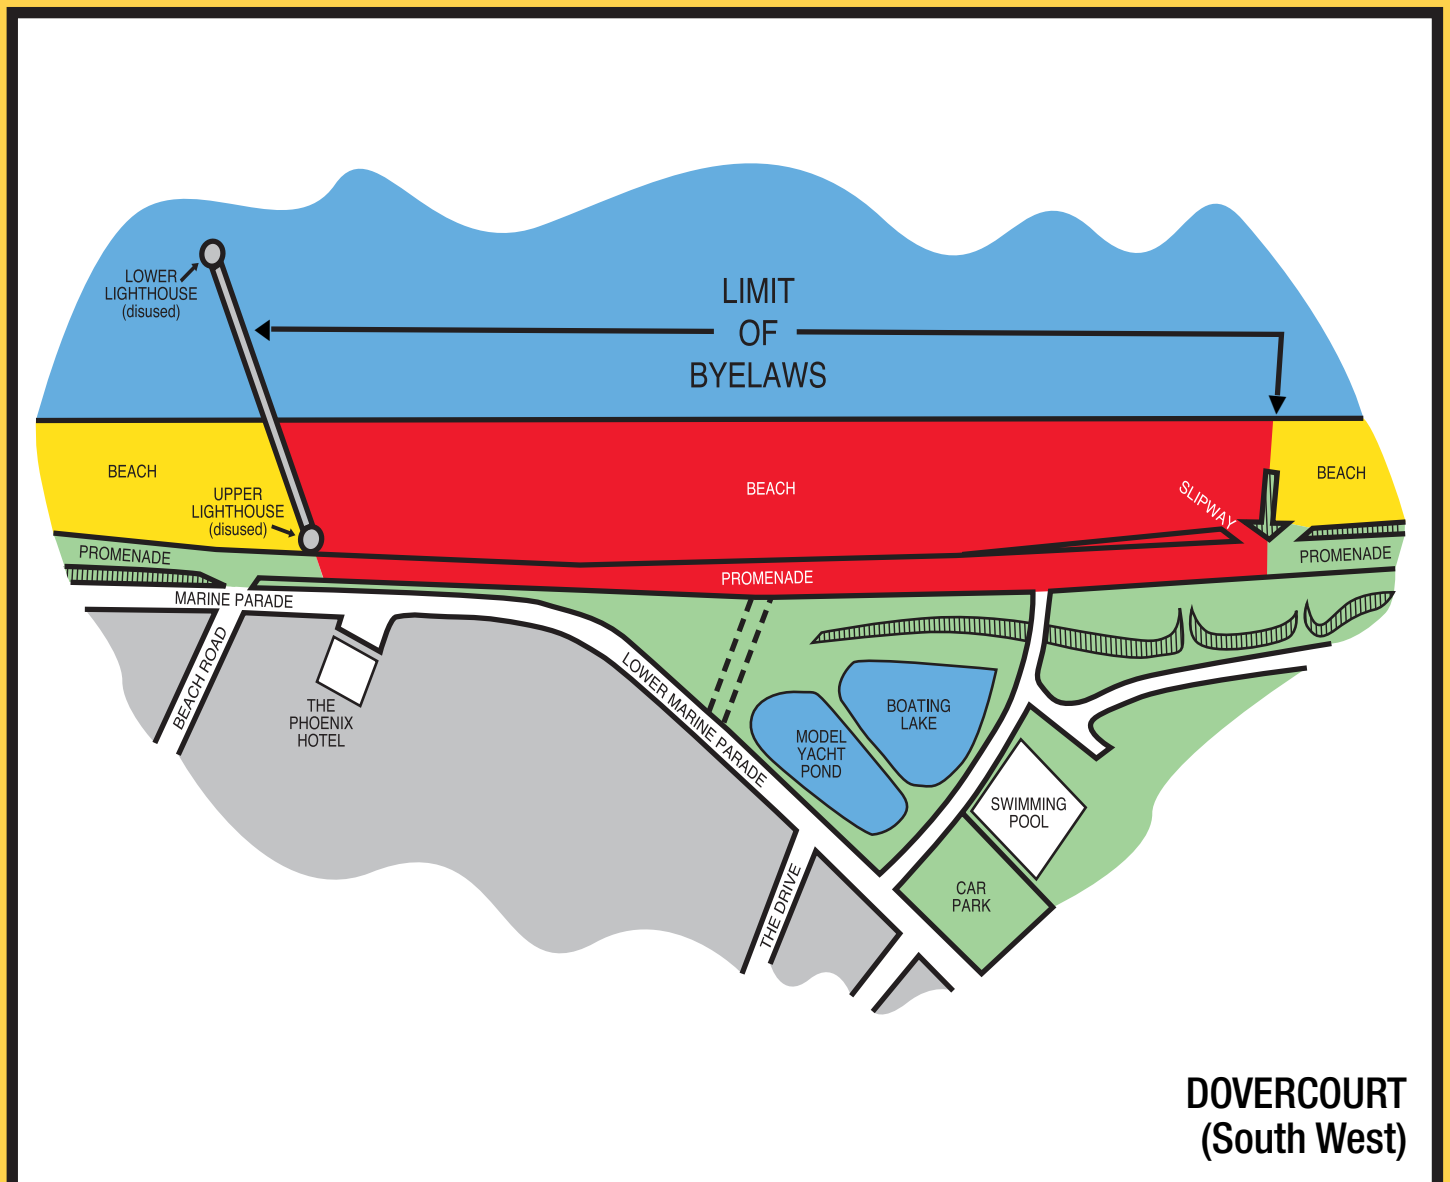 LOWER
LIGHTHOUSE
(disused)
LIMIT
OF
BYELAWS
BEACH
BEACH
BEACH
UPPER
LIGHTHOUSE
(disused)
SLIPWAY
PROMENADE
PROMENADE
PROMENADE
MARINE PARADE
BEACH ROAD
THE
PHOENIX
HOTEL
LOWER MARINE PARADE
BOATING
LAKE
MODEL
YACHT
POND
SWIMMING
POOL
CAR
PARK
THE DRIVE
DOVERCOURT
(South West)